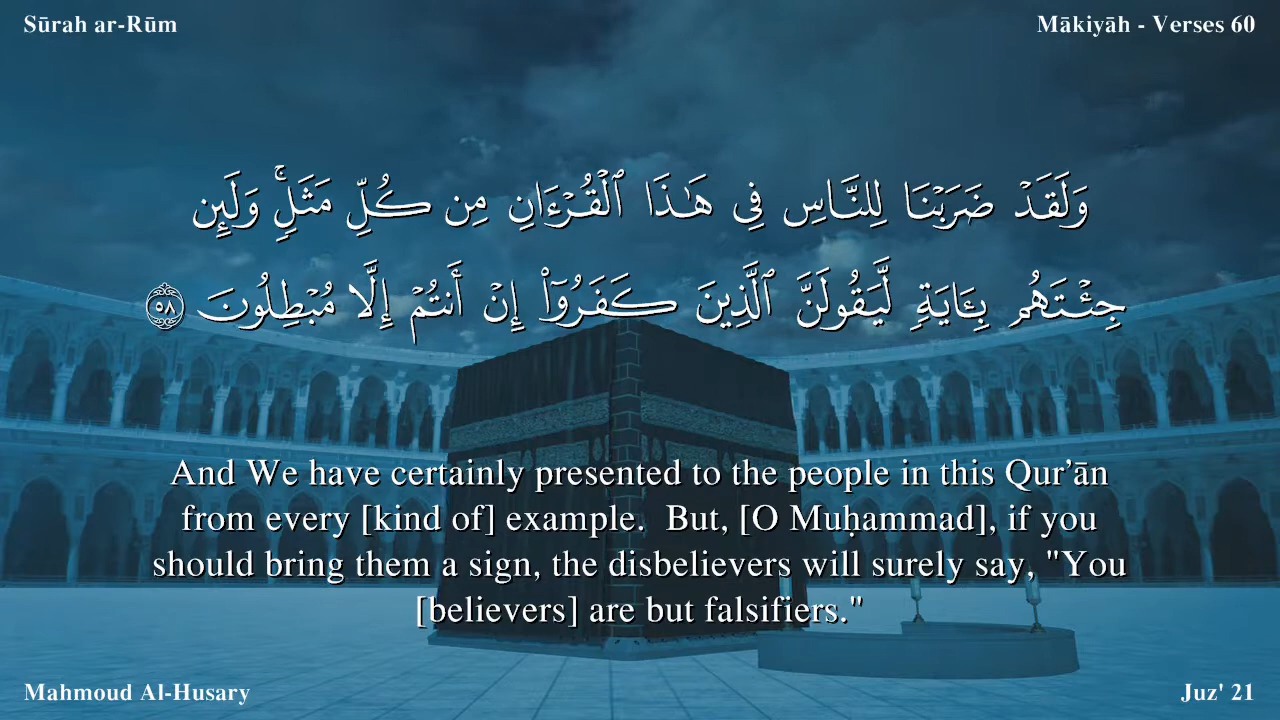 Sūrah ar-Rūm
Mākiyāh - Verses 60
وَلَقَدْ ضَرَبْنَا لِلنَّاسِ فِى هَـٰذَا ٱلْقُرْءَانِ مِن كُلِّ مَثَلٍۢ ۚ وَلَئِن
جِئْتَهُم بِـَٔايَةٍۢ لَّيَقُولَنَّ ٱلَّذِينَ كَفَرُوٓا۟ إِنْ أَنتُمْ إِلَّا مُبْطِلُونَ ٥٨
And We have certainly presented to the people in this Qur’ān
from every [kind of] example.  But, [O Muḥammad], if you
should bring them a sign, the disbelievers will surely say, "You
[believers] are but falsifiers."
Mahmoud Al-Husary
Juz' 21